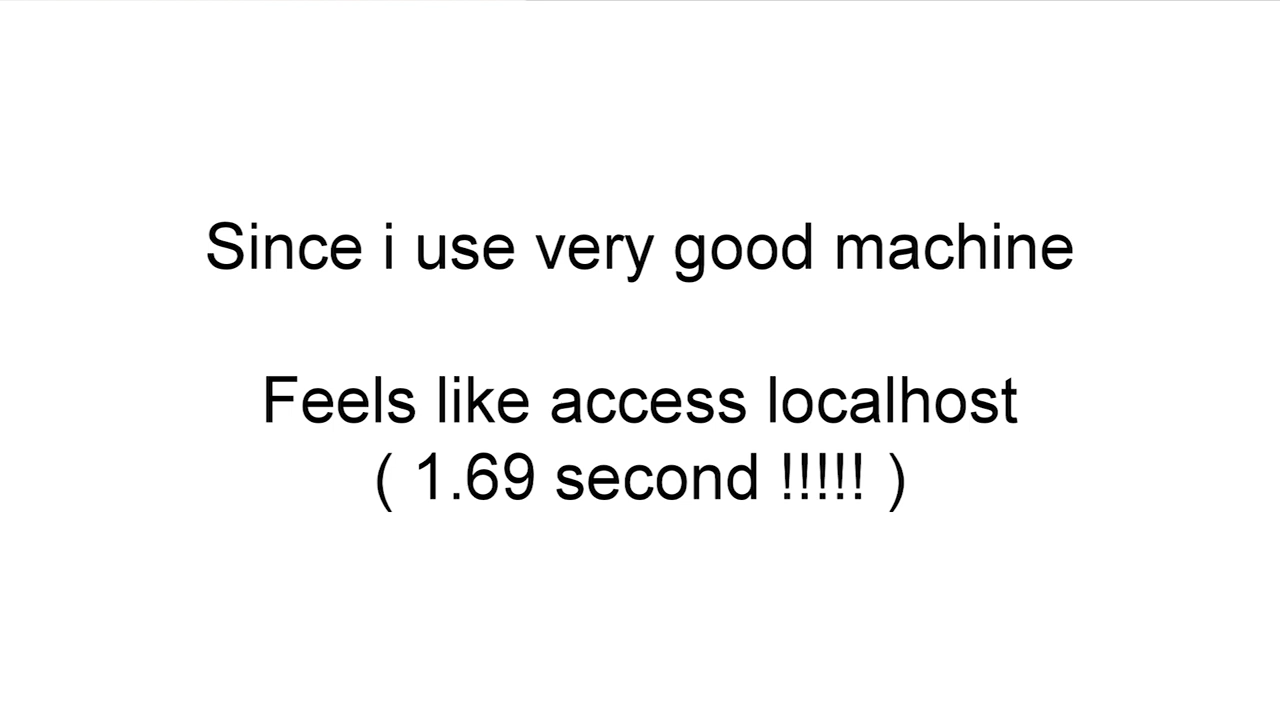 Since i use very good machine
Feels like access localhost
( 1.69 second !!!!! )